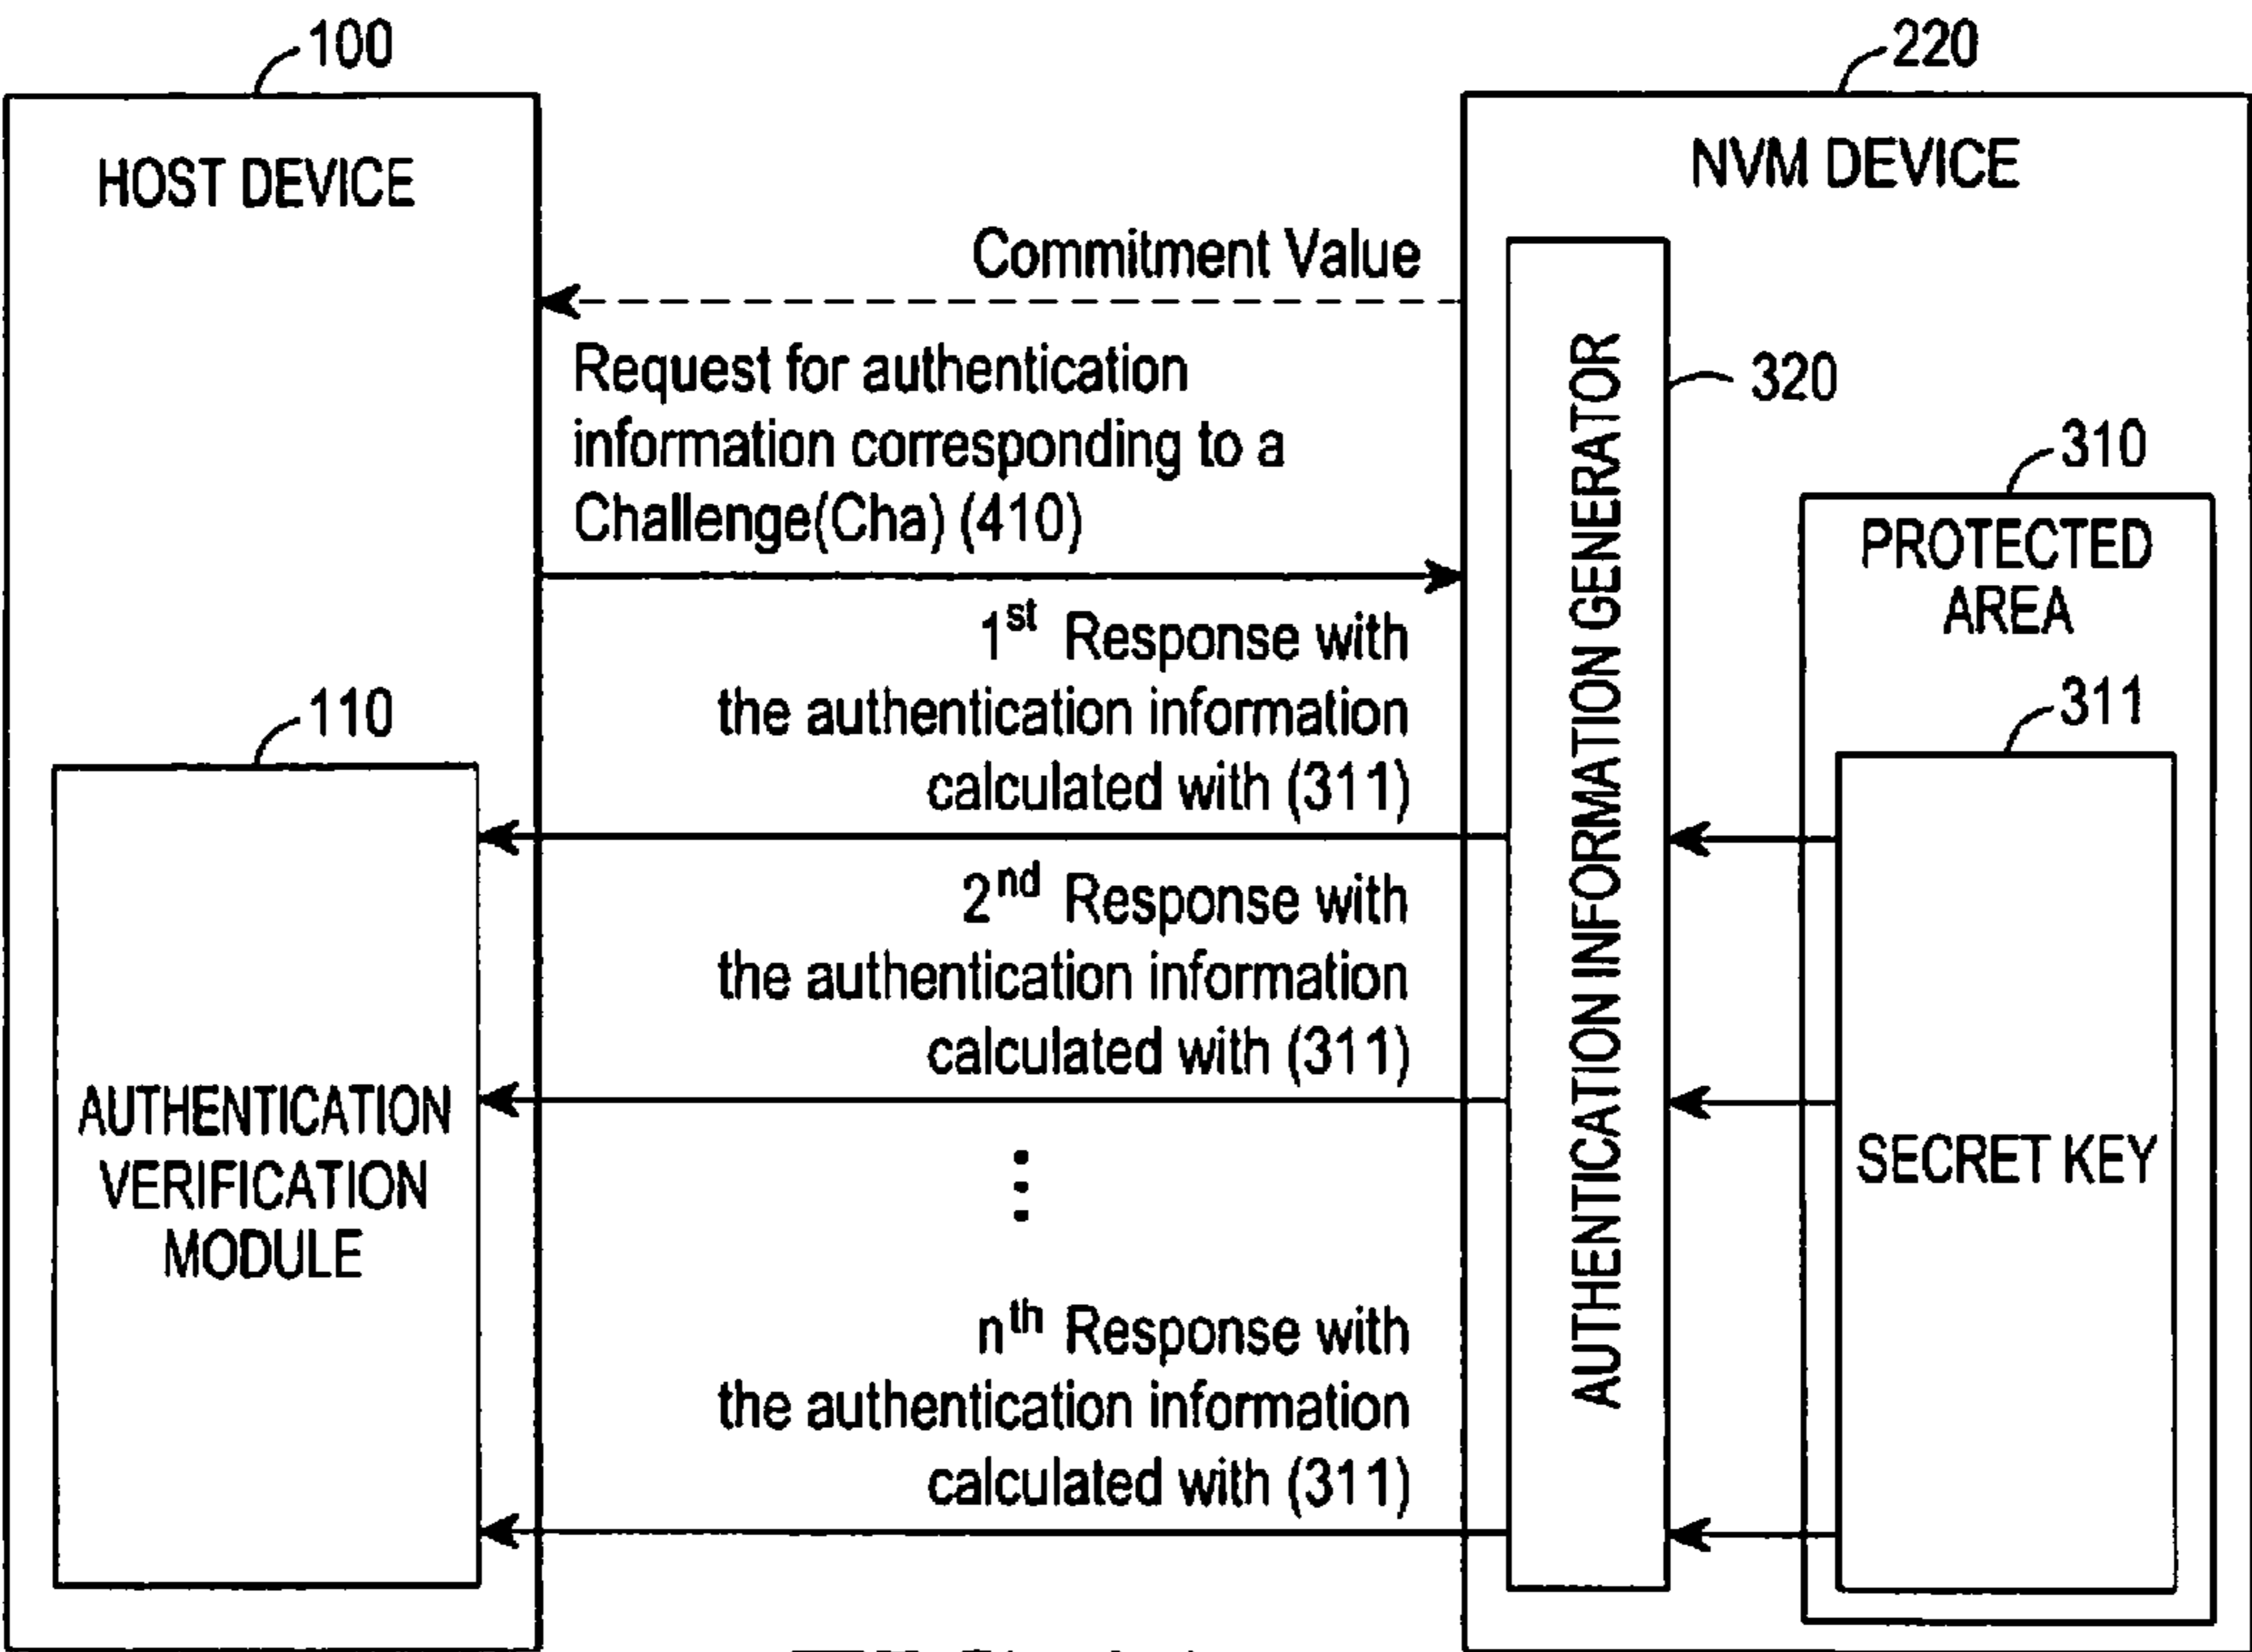 100
220
HOST DEVICE
NVM DEVICE
Commitment Value
Request for authentication
information corresponding to a
Challenge(Cha) (410)
320
310
AUTHENTICATION INFORMATION GENERATOR
PROTECTED
AREA
1st Response with
the authentication information
calculated with (311)
110
311
2nd Response with
the authentication information
calculated with (311)
AUTHENTICATION
VERIFICATION
MODULE
SECRET KEY
nth Response with
the authentication information
calculated with (311)